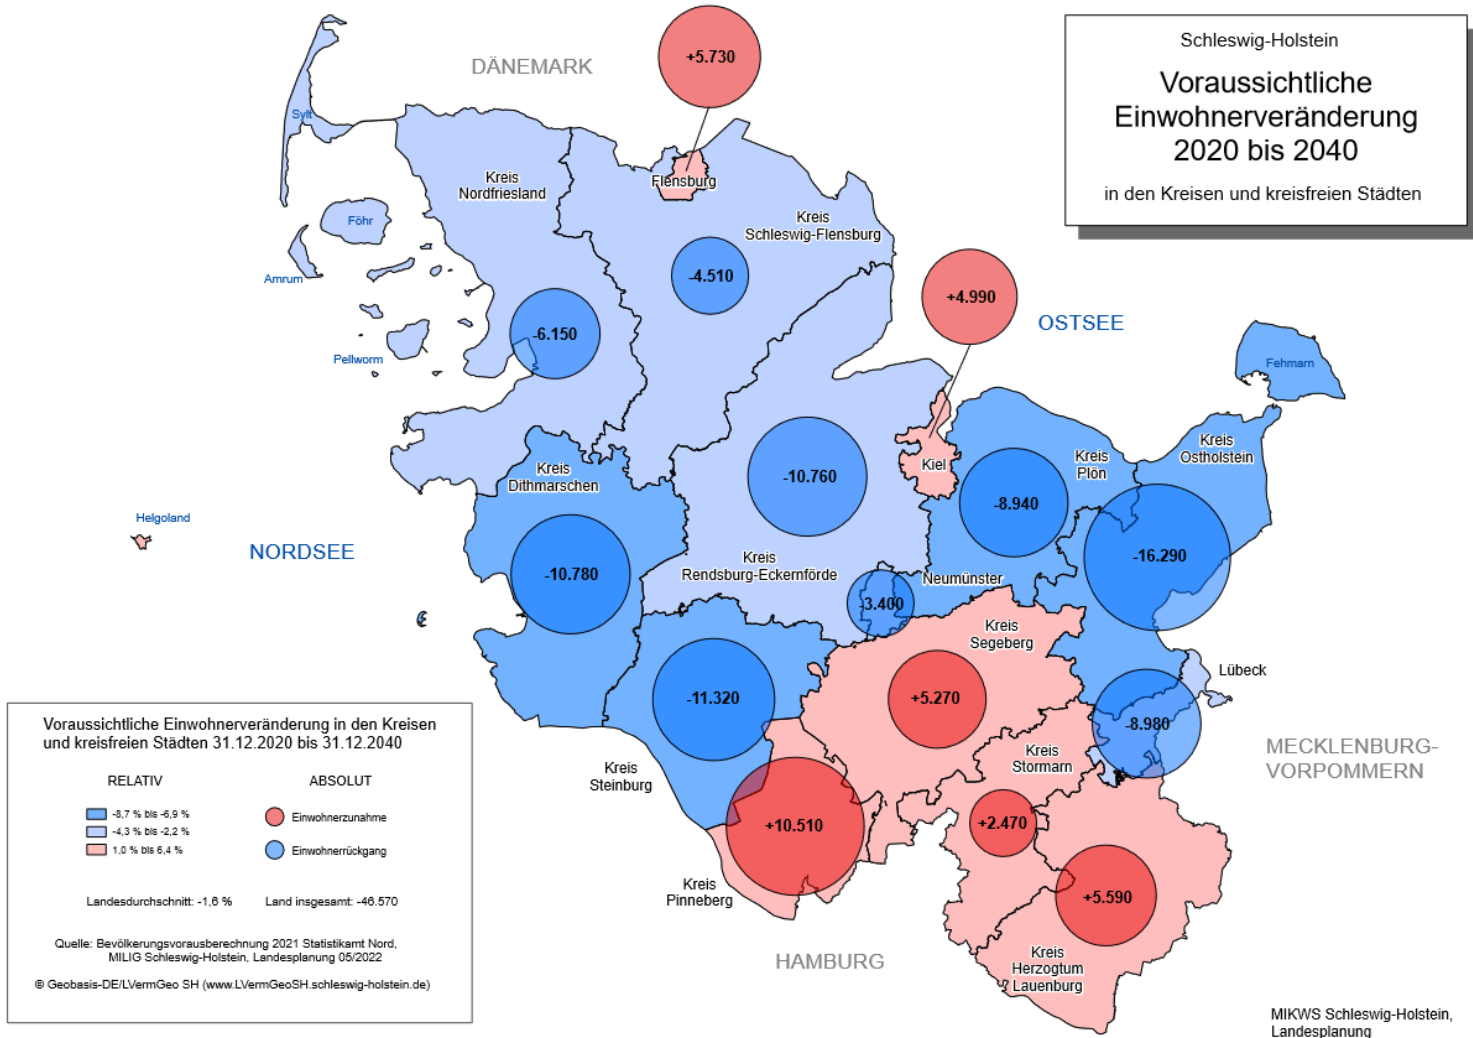 Schleswig-Holstein
Voraussichtliche
Einwohnerveränderung
2020 bis 2040
in den Kreisen und kreisfreien Städten
DÄNEMARK
+5.730
Sylt
Flensburg
Kreis
Nordfriesland
Kreis
Schleswig-Flensburg
Föhr
Amrum
-4.510
+4.990
OSTSEE
-6.150
Pellworm
Fehmarn
Kreis
Ostholstein
Kreis
Plön
Kiel
Kreis
Dithmarschen
-10.760
-8.940
Helgoland
NORDSEE
-16.290
Kreis
Rendsburg-Eckernförde
-10.780
Neumünster
-3.400
Kreis
Segeberg
Lübeck
-11.320
+5.270
-8.980
Kreis
Stormarn
MECKLENBURG-
VORPOMMERN
Kreis
Steinburg
+10.510
+2.470
Kreis
Pinneberg
+5.590
HAMBURG
Kreis
Herzogtum
Lauenburg
Voraussichtliche Einwohnerveränderung in den Kreisen
und kreisfreien Städten 31.12.2020 bis 31.12.2040
RELATIV
ABSOLUT
-8,7 % bis -6,9 %
-4,3 % bis -2,2 %
1,0 % bis 6,4 %
Einwohnerzunahme
Einwohnerrückgang
Landesdurchschnitt: -1,6 %
Land insgesamt: -46.570
Quelle: Bevölkerungsvorausberechnung 2021 Statistikamt Nord,
MILIG Schleswig-Holstein, Landesplanung 05/2022
© Geobasis-DE/LVermGeo SH (www.LVermGeoSH.schleswig-holstein.de)
MIKWS Schleswig-Holstein,
Landesplanung